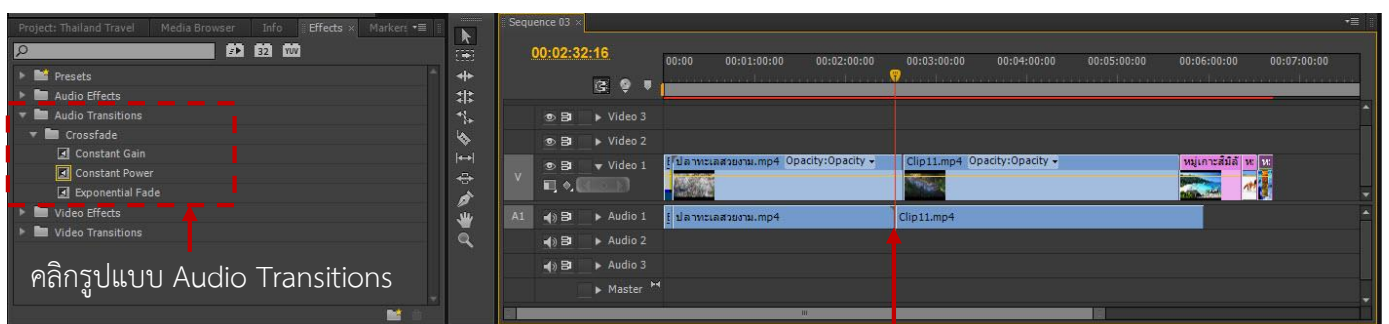 Project: Thailand Travel Media Browser Info Effects × Markers
Presets
Audio Effects
Audio Transitions
Crossfade
Constant Gain
Constant Power
Exponential Fade
Video Effects
Video Transitions
คลิกรูปแบบ Audio Transitions
Sequence 03 ×
00:02:32:16
00:00 00:01:00:00 00:02:00:00 00:03:00:00 00:04:00:00 00:05:00:00 00:06:00:00 00:07:00:00
Video 3
Video 2
V Video 1 ปลาทะเลสวยงาม.mp4 Opacity:Opacity Clip11.mp4 Opacity:Opacity หมู่เกาะสิมิลั
A1 Audio 1 ปลาทะเลสวยงาม.mp4 Clip11.mp4
Audio 2
Audio 3
Master